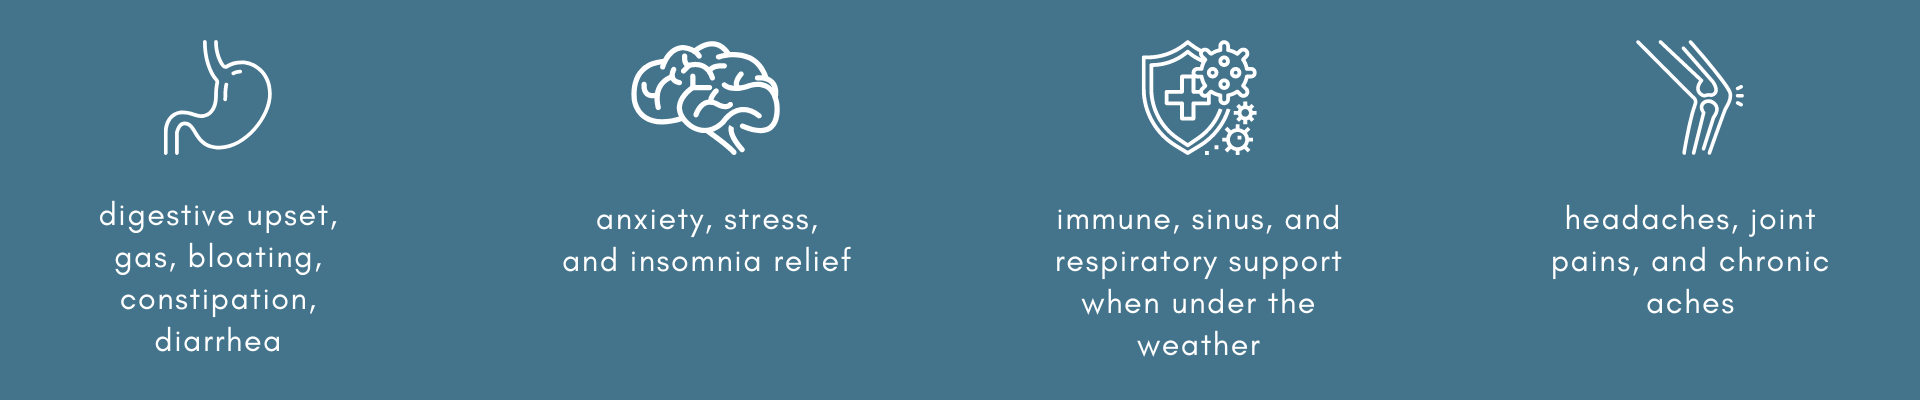 digestive upset,
gas, bloating,
constipation,
diarrhea
anxiety, stress,
and insomnia relief
immune, sinus, and
respiratory support
when under the
weather
headaches, joint
pains, and chronic
aches